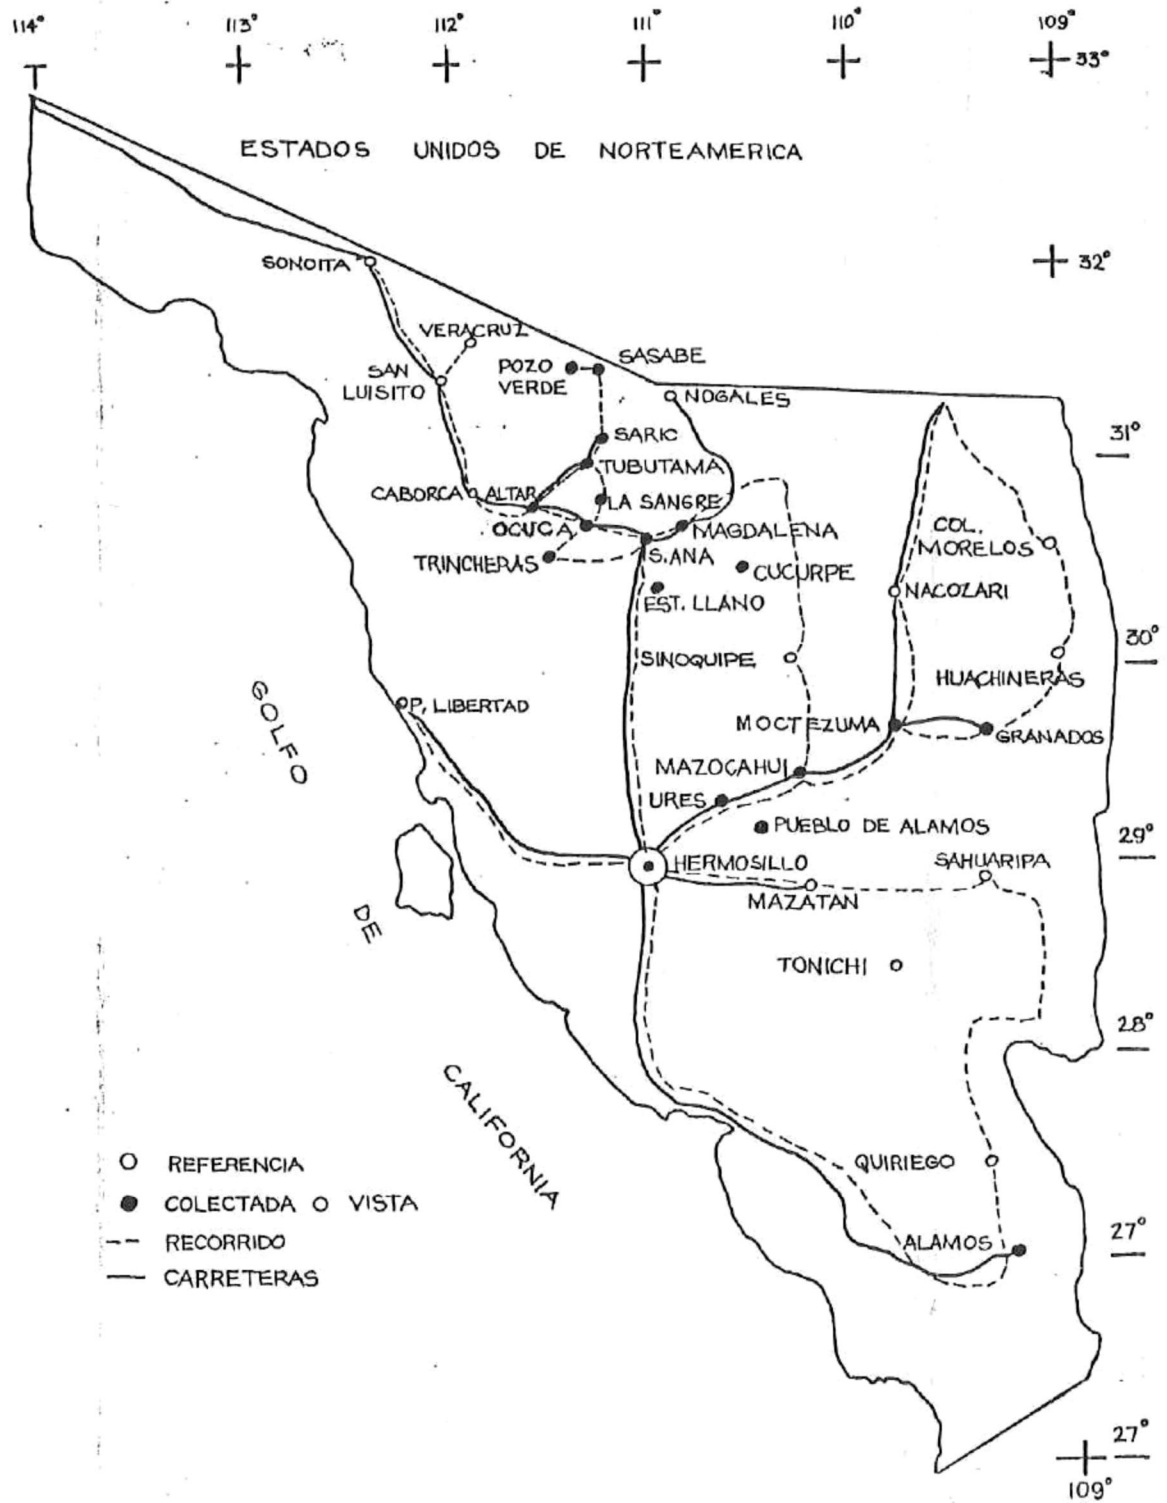 114° 113° 112° 111° 110° 109°
33°
ESTADOS UNIDOS DE NORTEAMERICA
SONOITA
32°
VERACRUZ
SASABE
POZO
VERDE
SAN
LUISITO
NOGALES
SARIC
31°
TUBUTAMA
CABORCA
ALTAR
LA SANGRE
OCUCA
MAGDALENA
COL.
MORELOS
TRINCHERAS
S.ANA
CUCURPE
NACOZARI
EST. LLANO
30°
SINOQUIPE
HUACHINERAS
P. LIBERTAD
MOCTEZUMA
GRANADOS
GOLFO
MAZOCAHUI
URES
PUEBLO DE ALAMOS
29°
HERMOSILLO
SAHUARIPA
MAZATAN
DE
TONICHI
28°
CALIFORNIA
REFERENCIA
QUIRIEGO
COLECTADA O VISTA
RECORRIDO
ALAMOS
27°
CARRETERAS
27°
109°